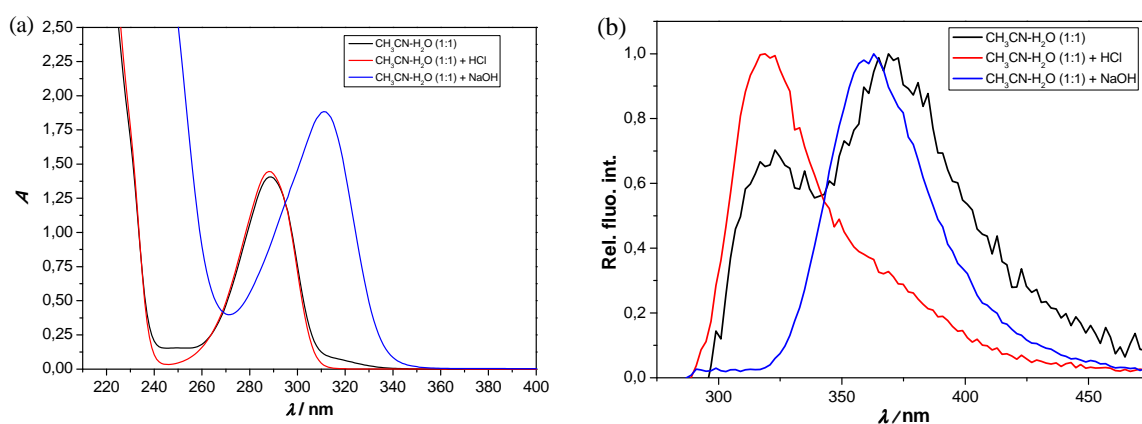 (a)
2,50
2,25
2,00
1,75
1,50
1,25
1,00
0,75
0,50
0,25
0,00
A
220 240 260 280 300 320 340 360 380 400
λ / nm
CH₃CN-H₂O (1:1)
CH₃CN-H₂O (1:1) + HCl
CH₃CN-H₂O (1:1) + NaOH
(b)
1,0
0,8
0,6
0,4
0,2
0,0
Rel. fluo. int.
300 350 400 450
λ / nm
CH₃CN-H₂O (1:1)
CH₃CN-H₂O (1:1) + HCl
CH₃CN-H₂O (1:1) + NaOH